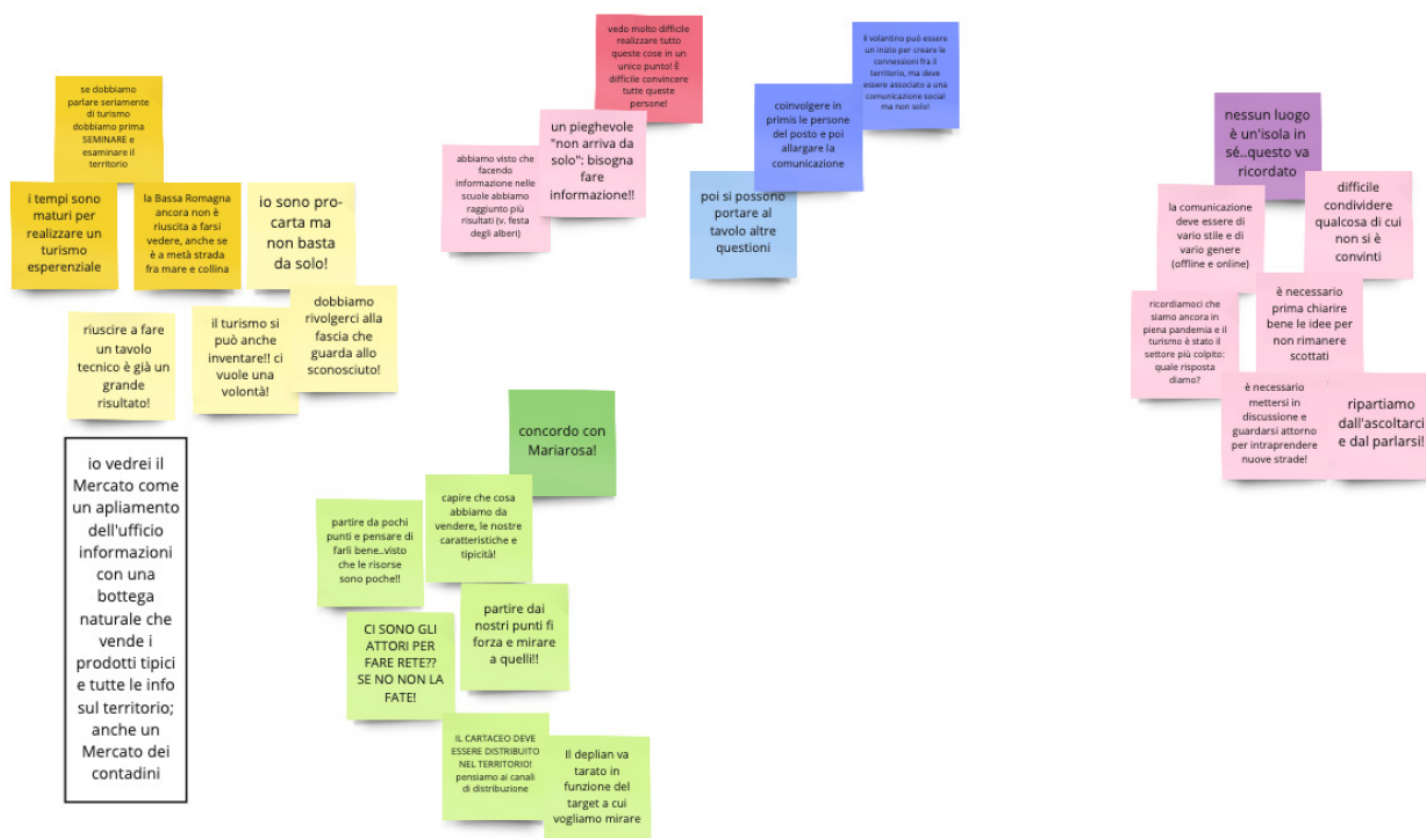 se dobbiamo
parlare seriamente
di turismo
dobbiamo prima
SEMINARE e
esaminare il
territorio
i tempi sono
maturi per
realizzare un
turismo
esperenziale
la Bassa Romagna
ancora non è
riuscita a farsi
vedere, anche se
è a metà strada
fra mare e collina
io sono pro-
carta ma
non basta
da solo!
riuscire a fare
un tavolo
tecnico è già un
grande
risultato!
il turismo si
può anche
inventare!! ci
vuole una
volontà!
dobbiamo
rivolgerci alla
fascia che
guarda allo
sconosciuto!
io vedrei il
Mercato come
un apliamento
dell'ufficio
informazioni
con una
bottega
naturale che
vende i
prodotti tipici
e tutte le info
sul territorio;
anche un
Mercato dei
contadini
vedo molto difficile
realizzare tutto
queste cose in un
unico punto! È
difficile convincere
tutte queste
persone!
un pieghevole
"non arriva da
solo": bisogna
fare
informazione!!
abbiamo visto che
facendo
informazione nelle
scuole abbiamo
raggiunto più
risultati (v. festa
degli alberi)
il volantino può essere
un inizio per creare le
connessioni fra il
territorio, ma deve
essere associato a una
comunicazione social
ma non solo!
coinvolgere in
primis le persone
del posto e poi
allargare la
comunicazione
poi si possono
portare al
tavolo altre
questioni
concordo con
Mariarosa!
capire che cosa
abbiamo da
vendere, le nostre
caratteristiche e
tipicità!
partire da pochi
punti e pensare di
farli bene..visto
che le risorse
sono poche!!
partire dai
nostri punti fi
forza e mirare
a quelli!!
CI SONO GLI
ATTORI PER
FARE RETE??
SE NO NON LA
FATE!
IL CARTACEO DEVE
ESSERE DISTRIBUITO
NEL TERRITORIO!
pensiamo ai canali
di distribuzione
Il deplian va
tarato in
funzione del
target a cui
vogliamo mirare
nessun luogo
è un'isola in
sé..questo va
ricordato
la comunicazione
deve essere di
vario stile e di
vario genere
(offline e online)
difficile
condividere
qualcosa di cui
non si è
convinti
ricordiamoci che
siamo ancora in
piena pandemia e il
turismo è stato il
settore più colpito:
quale risposta
diamo?
è necessario
prima chiarire
bene le idee per
non rimanere
scottati
è necessario
mettersi in
discussione e
guardarsi attorno
per intraprendere
nuove strade!
ripartiamo
dall'ascoltarci
e dal parlarsi!